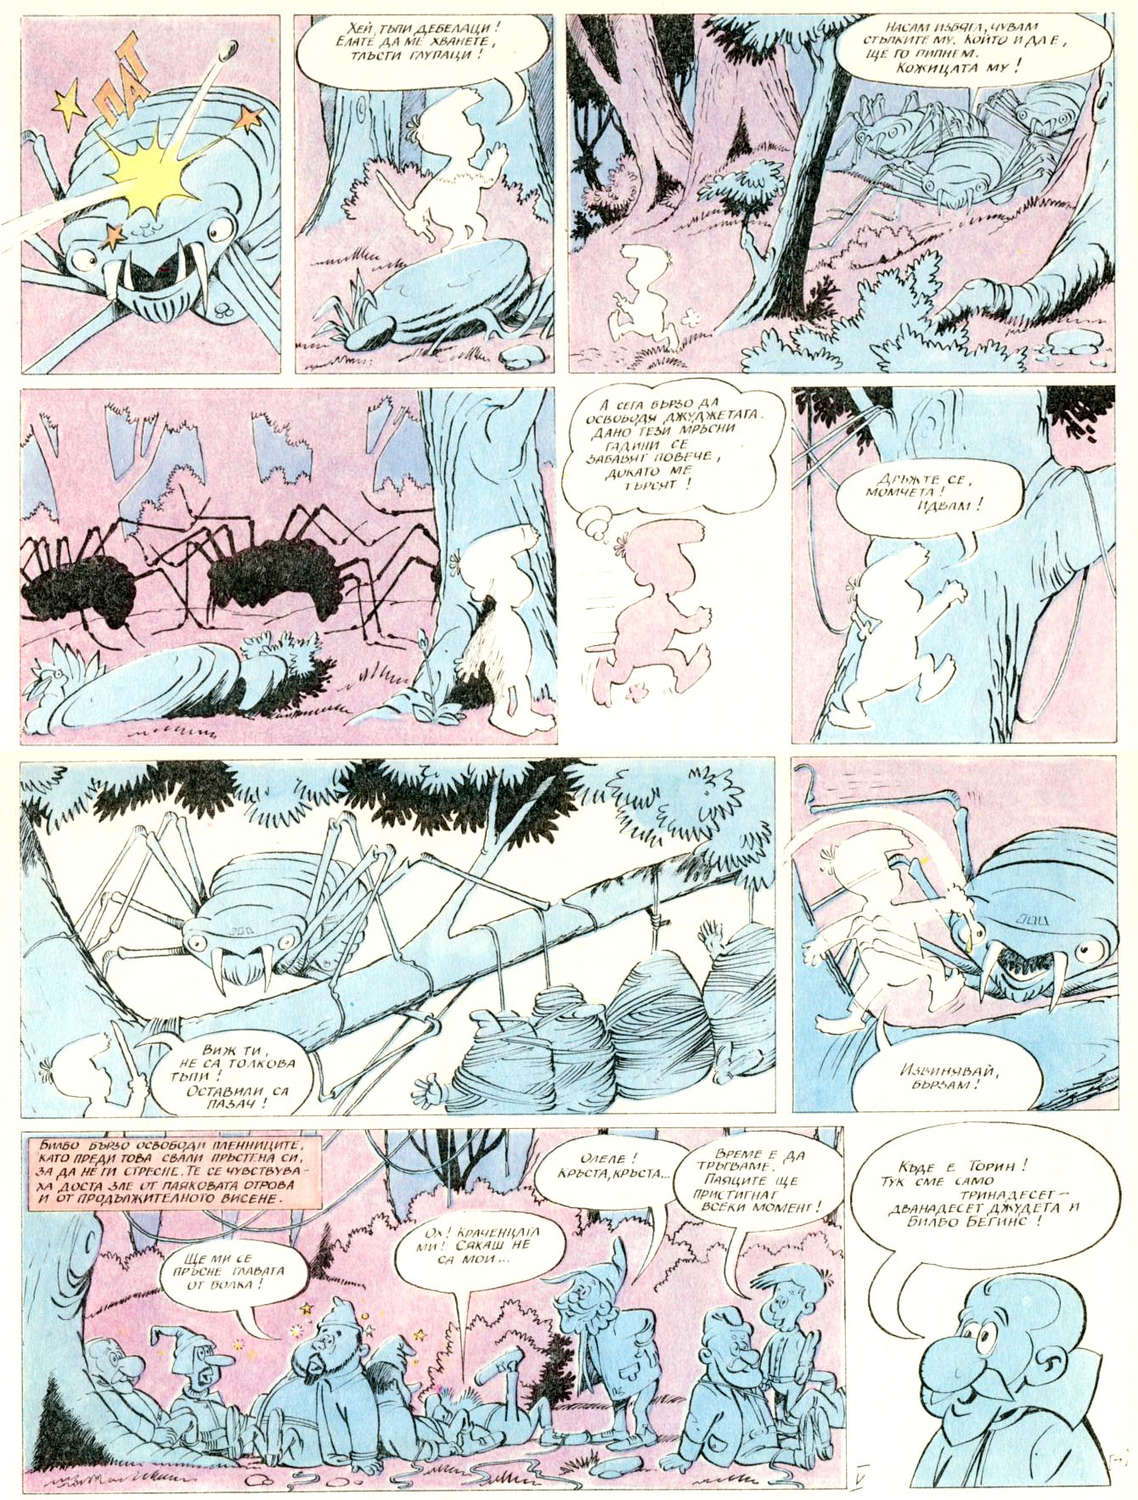 ПАТ
ХЕЙ, ТЪПИ ДЕБЕЛАЦИ!
ЕЛАТЕ ДА МЕ ХВАНЕТЕ,
ТЛЪСТИ ГЛУПАЦИ!
НАСАМ ИЗБЯГА, ЧУВАМ
СТЪПКИТЕ МУ. КОЙТО И ДА Е,
ЩЕ ГО ПИПНЕМ.
КОЖИЦАТА МУ!
А СЕГА БЪРЗО ДА
ОСВОБОДЯ ДЖУДЖЕТАТА.
ДАНО ТЕЗИ МРЪСНИ
ГАДИНИ СЕ
ЗАБАВЯТ ПОВЕЧЕ,
ДОКАТО МЕ
ТЪРСЯТ!
ДРЪЖТЕ СЕ,
МОМЧЕТА!
ИДВАМ!
ВИЖ ТИ,
НЕ СА ТОЛКОВА
ТЪПИ!
ОСТАВИЛИ СА
ПАЗАЧ!
ИЗВИНЯВАЙ,
БЪРЗАМ!
БИЛБО БЪРЗО ОСВОБОДИ ПЛЕННИЦИТЕ,
КАТО ПРЕДИ ТОВА СВАЛИ ПРЪСТЕНА СИ,
ЗА ДА НЕ ГИ СТРЕСНЕ. ТЕ СЕ ЧУВСТВУВА-
ХА ДОСТА ЗЛЕ ОТ ПАЯКОВАТА ОТРОВА
И ОТ ПРОДЪЛЖИТЕЛНОТО ВИСЕНЕ.
ЩЕ МИ СЕ
ПРЪСНЕ ГЛАВАТА
ОТ БОЛКА!
ОХ! КРАЧЕНЦАТА
МИ! СЯКАШ НЕ
СА МОИ...
ОЛЕЛЕ!
КРЪСТА, КРЪСТА...
ВРЕМЕ Е ДА
ТРЪГВАМЕ.
ПАЯЦИТЕ ЩЕ
ПРИСТИГНАТ
ВСЕКИ МОМЕНТ!
КЪДЕ Е ТОРИН!
ТУК СМЕ САМО
ТРИНАДЕСЕТ -
ДВАНАДЕСЕТ ДЖУДЕТА И
БИЛБО БЕГИНС!
V